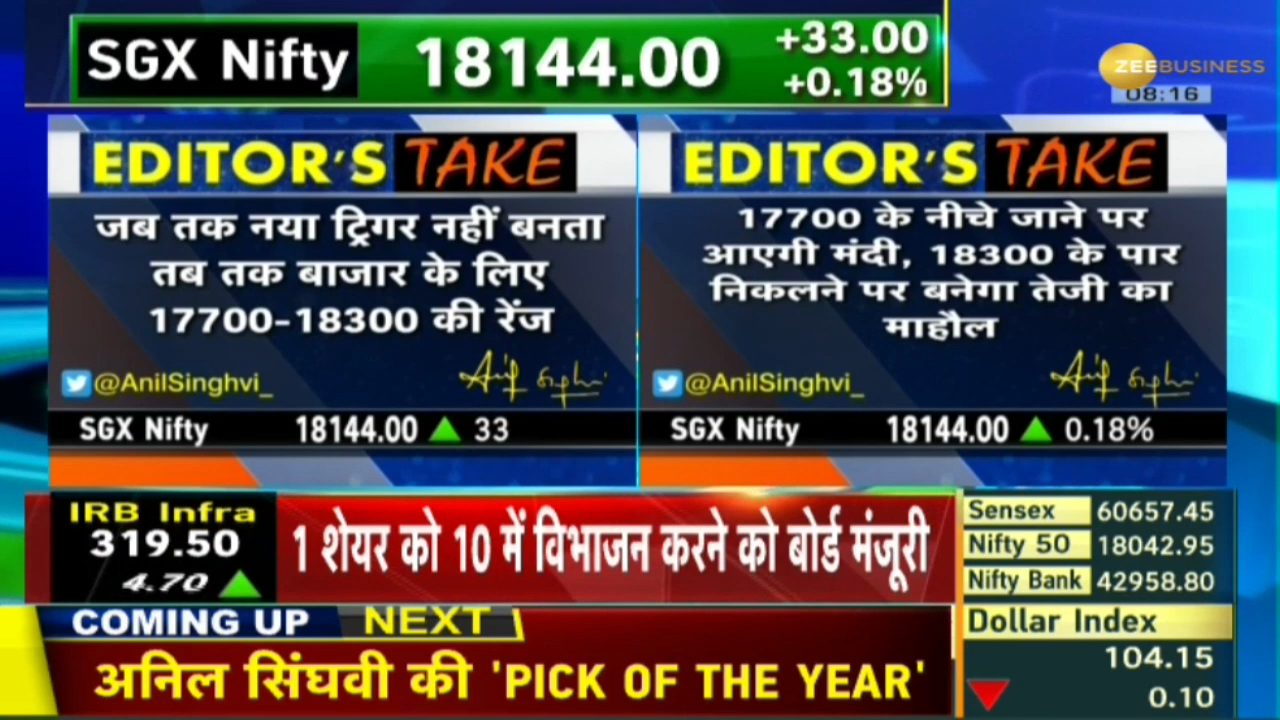 SGX Nifty 18144.00 +33.00
+0.18%
ZEEBUSINESS
08:16
EDITOR'S TAKE
जब तक नया ट्रिगर नहीं बनता
तब तक बाजार के लिए
17700-18300 की रेंज
@AnilSinghvi_
SGX Nifty 18144.00 ▲ 33
EDITOR'S TAKE
17700 के नीचे जाने पर
आएगी मंदी, 18300 के पार
निकलने पर बनेगा तेजी का
माहौल
@AnilSinghvi_
SGX Nifty 18144.00 ▲ 0.18%
IRB Infra
319.50
4.70 ▲
1 शेयर को 10 में विभाजन करने को बोर्ड मंजूरी
Sensex 60657.45
Nifty 50 18042.95
Nifty Bank 42958.80
Dollar Index
104.15
▼ 0.10
COMING UP NEXT
अनिल सिंघवी की 'PICK OF THE YEAR'